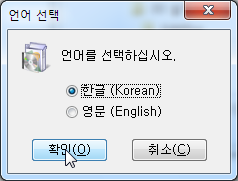 언어 선택
언어를 선택하십시오.
한글 (Korean)
영문 (English)
확인(O) 취소(C)